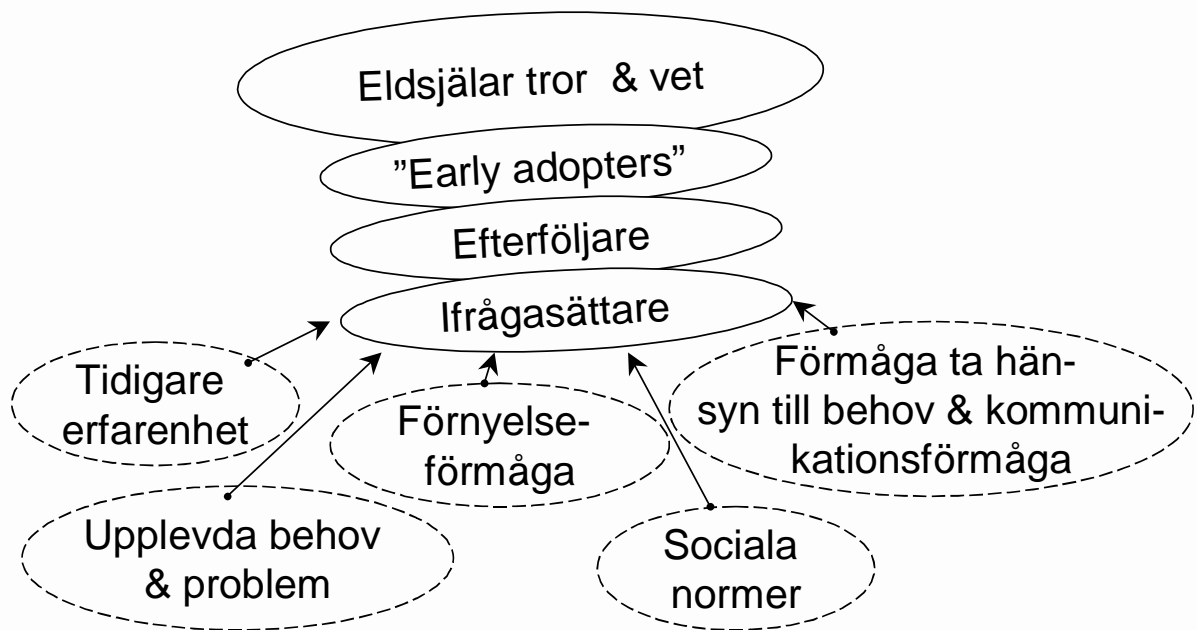 Eldsjälar tror & vet
”Early adopters”
Efterföljare
Ifrågasättare
Tidigare
erfarenhet
Förnyelse-
förmåga
Förmåga ta hän-
syn till behov & kommuni-
kationsförmåga
Upplevda behov
& problem
Sociala
normer